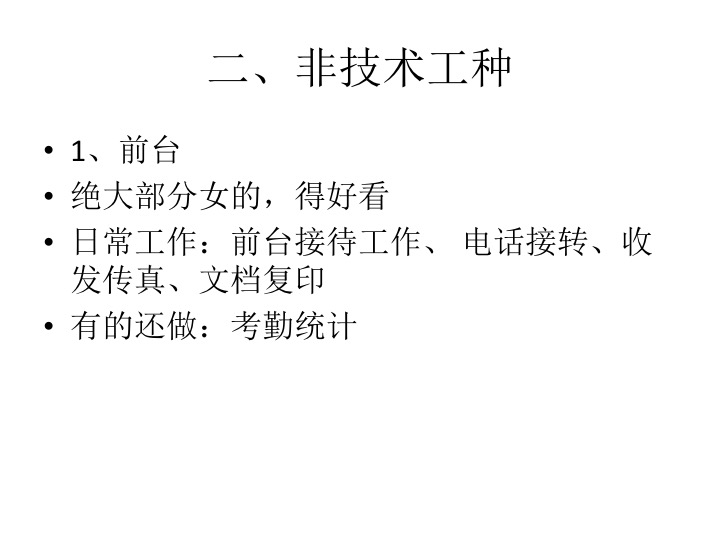 二、非技术工种
• 1、前台
• 绝大部分女的，得好看
• 日常工作：前台接待工作、 电话接转、收
发传真、文档复印
• 有的还做：考勤统计